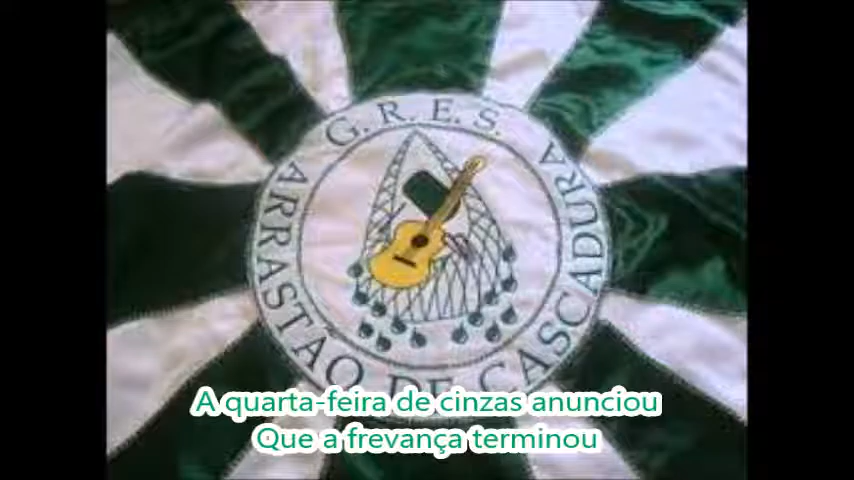 G.R.E.S.
ARRASTÃO DE CASCADURA
A quarta-feira de cinzas anunciou
Que a frevança terminou